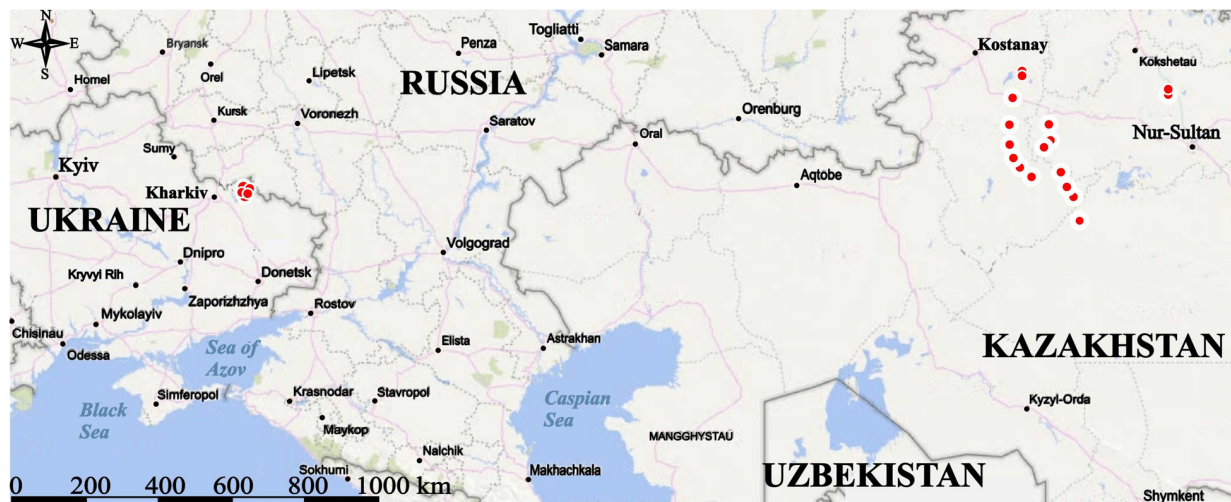 N
W E
S
Bryansk
Orel
Homel
Lipetsk
Penza
Togliatti
Samara
RUSSIA
Kostanay
Kokshetau
Kursk
Voronezh
Saratov
Orenburg
Oral
Nur-Sultan
Sumy
Kyiv
Kharkiv
Aqtobe
UKRAINE
Volgograd
Dnipro
Donetsk
Kryvyl Rih
Zaporizhzhya
Rostov
Mykolayiv
Chisinau
Odessa
Sea of
Azov
Elista
Astrakhan
KAZAKHSTAN
Simferopol
Krasnodar
Stavropol
Caspian
Sea
Black
Sea
Maykop
MANGGHYSTAŪ
Kyzyl-Orda
Nalchik
Sokhumi
Makhachkala
UZBEKISTAN
Shymkent
0 200 400 600 800 1000 km